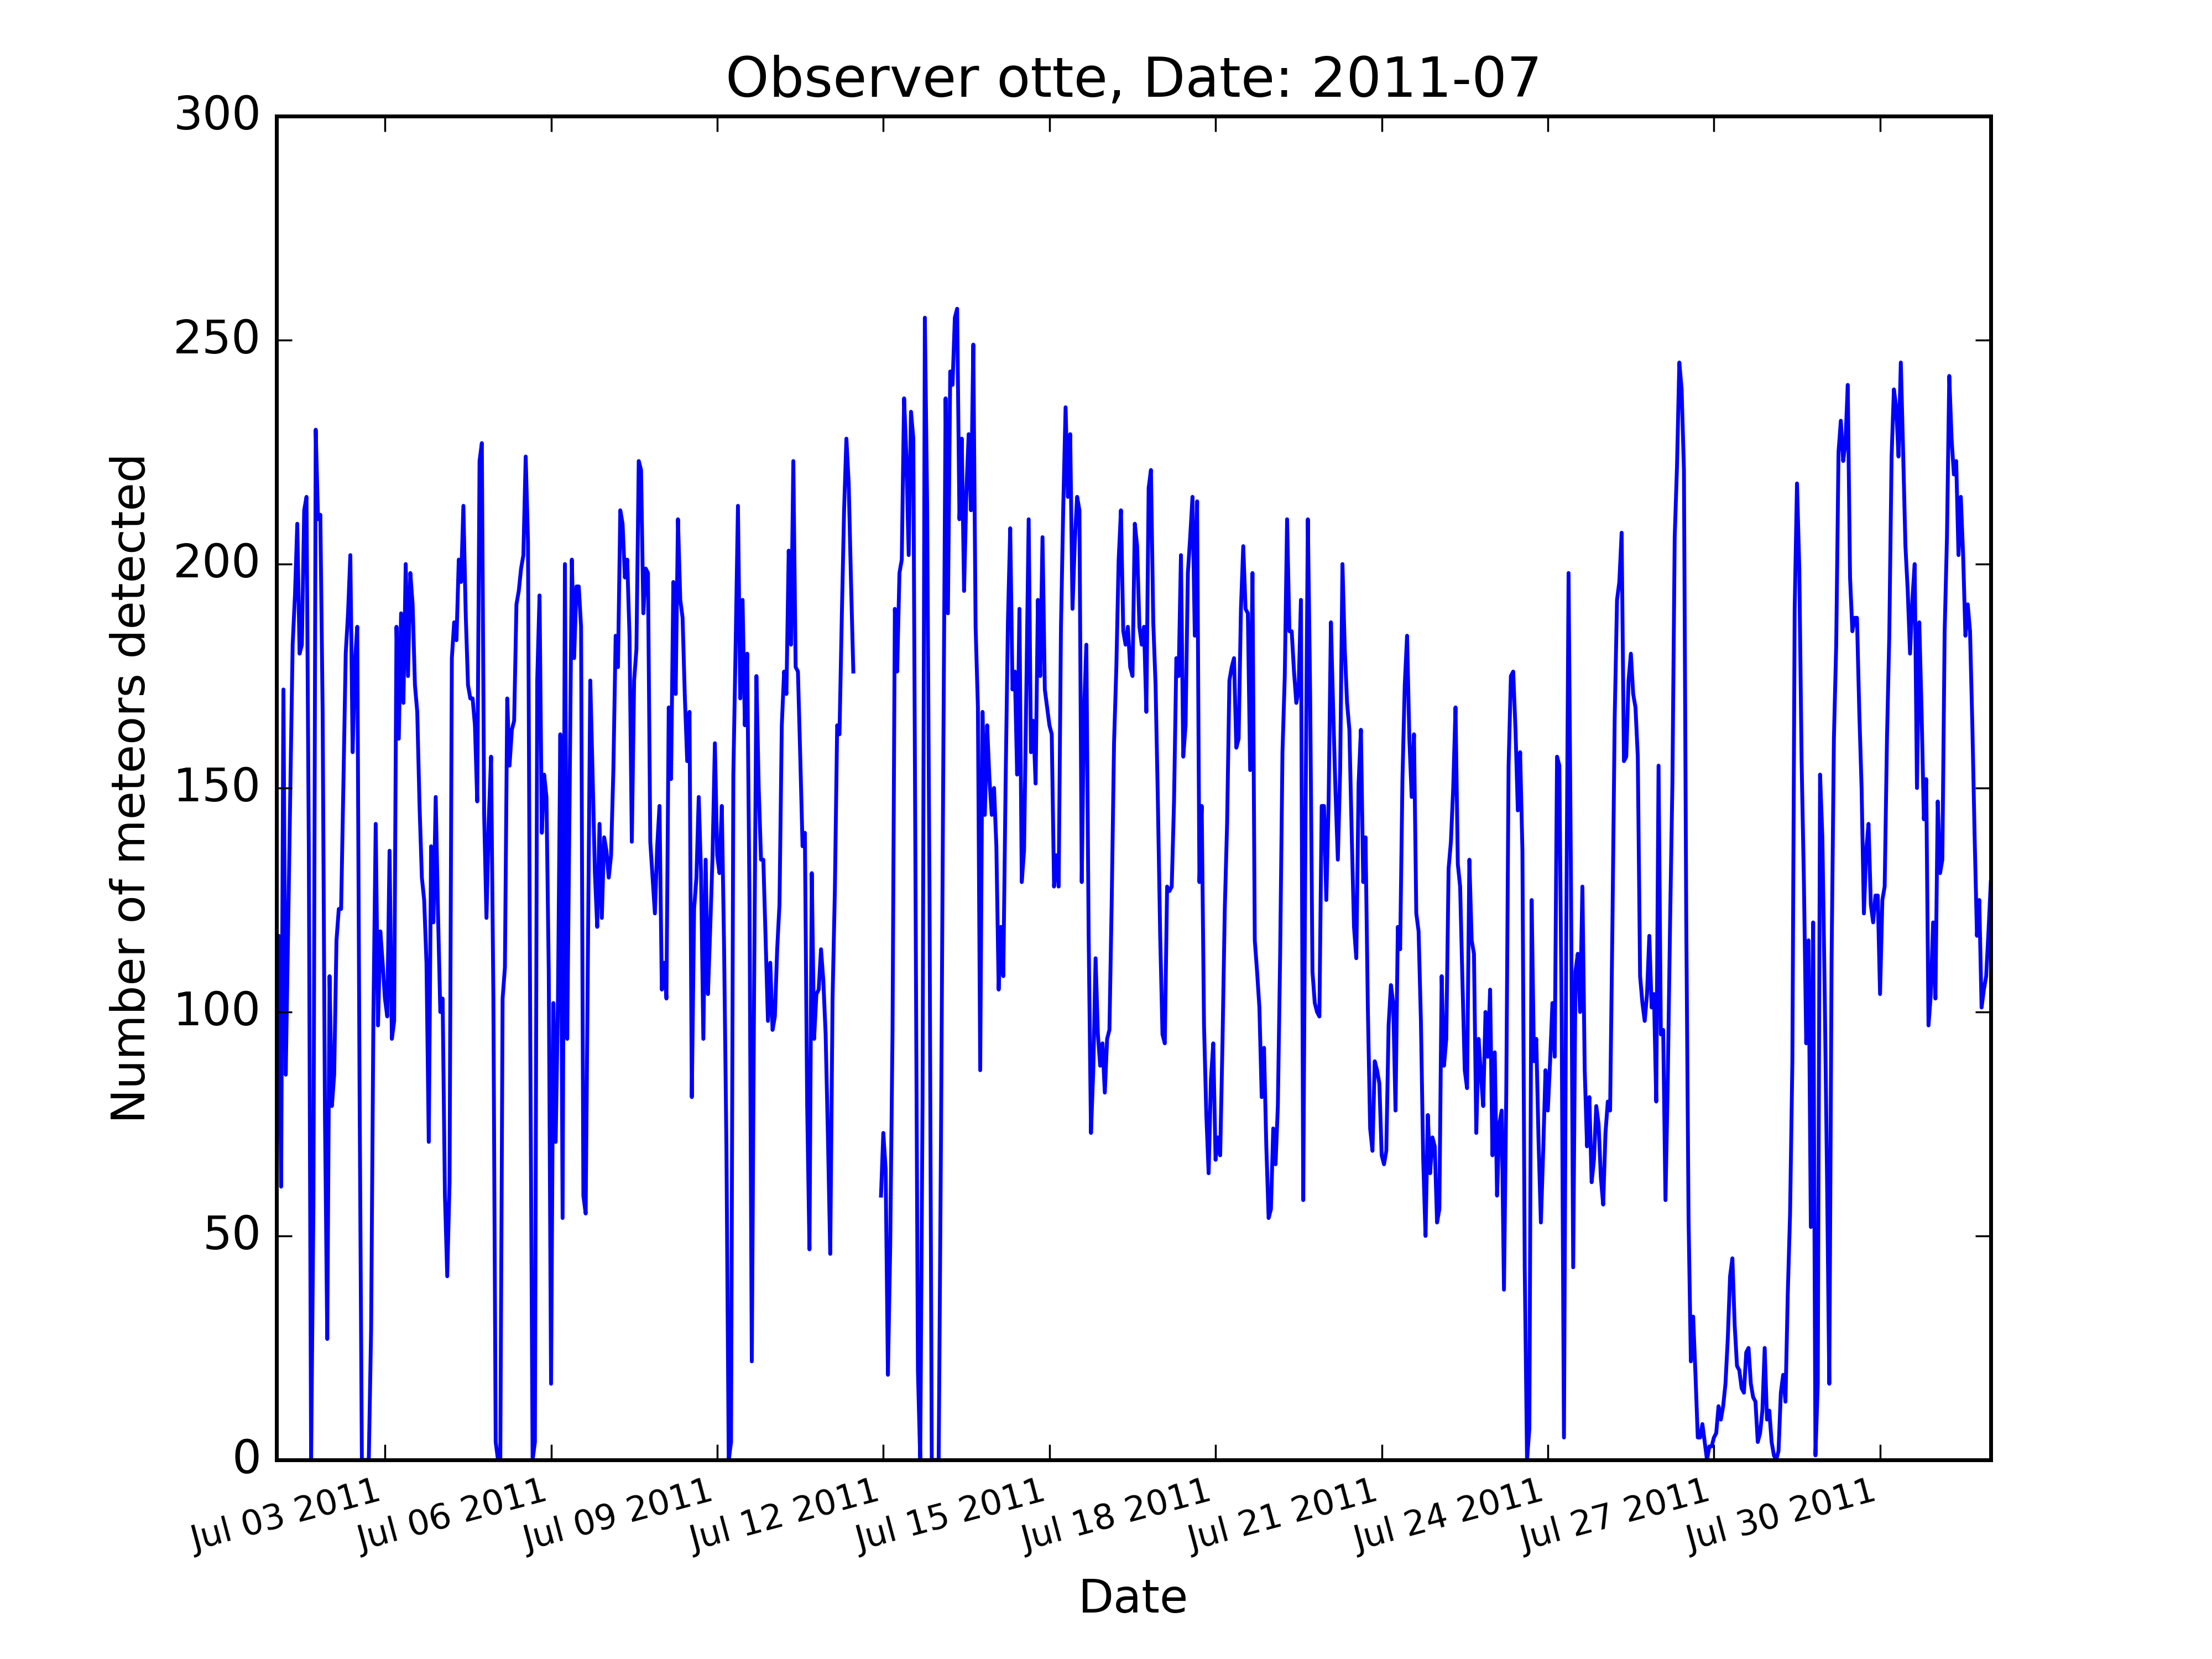 Observer otte, Date: 2011-07
300
250
200
150
100
50
0
Number of meteors detected
Jul 03 2011
Jul 06 2011
Jul 09 2011
Jul 12 2011
Jul 15 2011
Jul 18 2011
Jul 21 2011
Jul 24 2011
Jul 27 2011
Jul 30 2011
Date